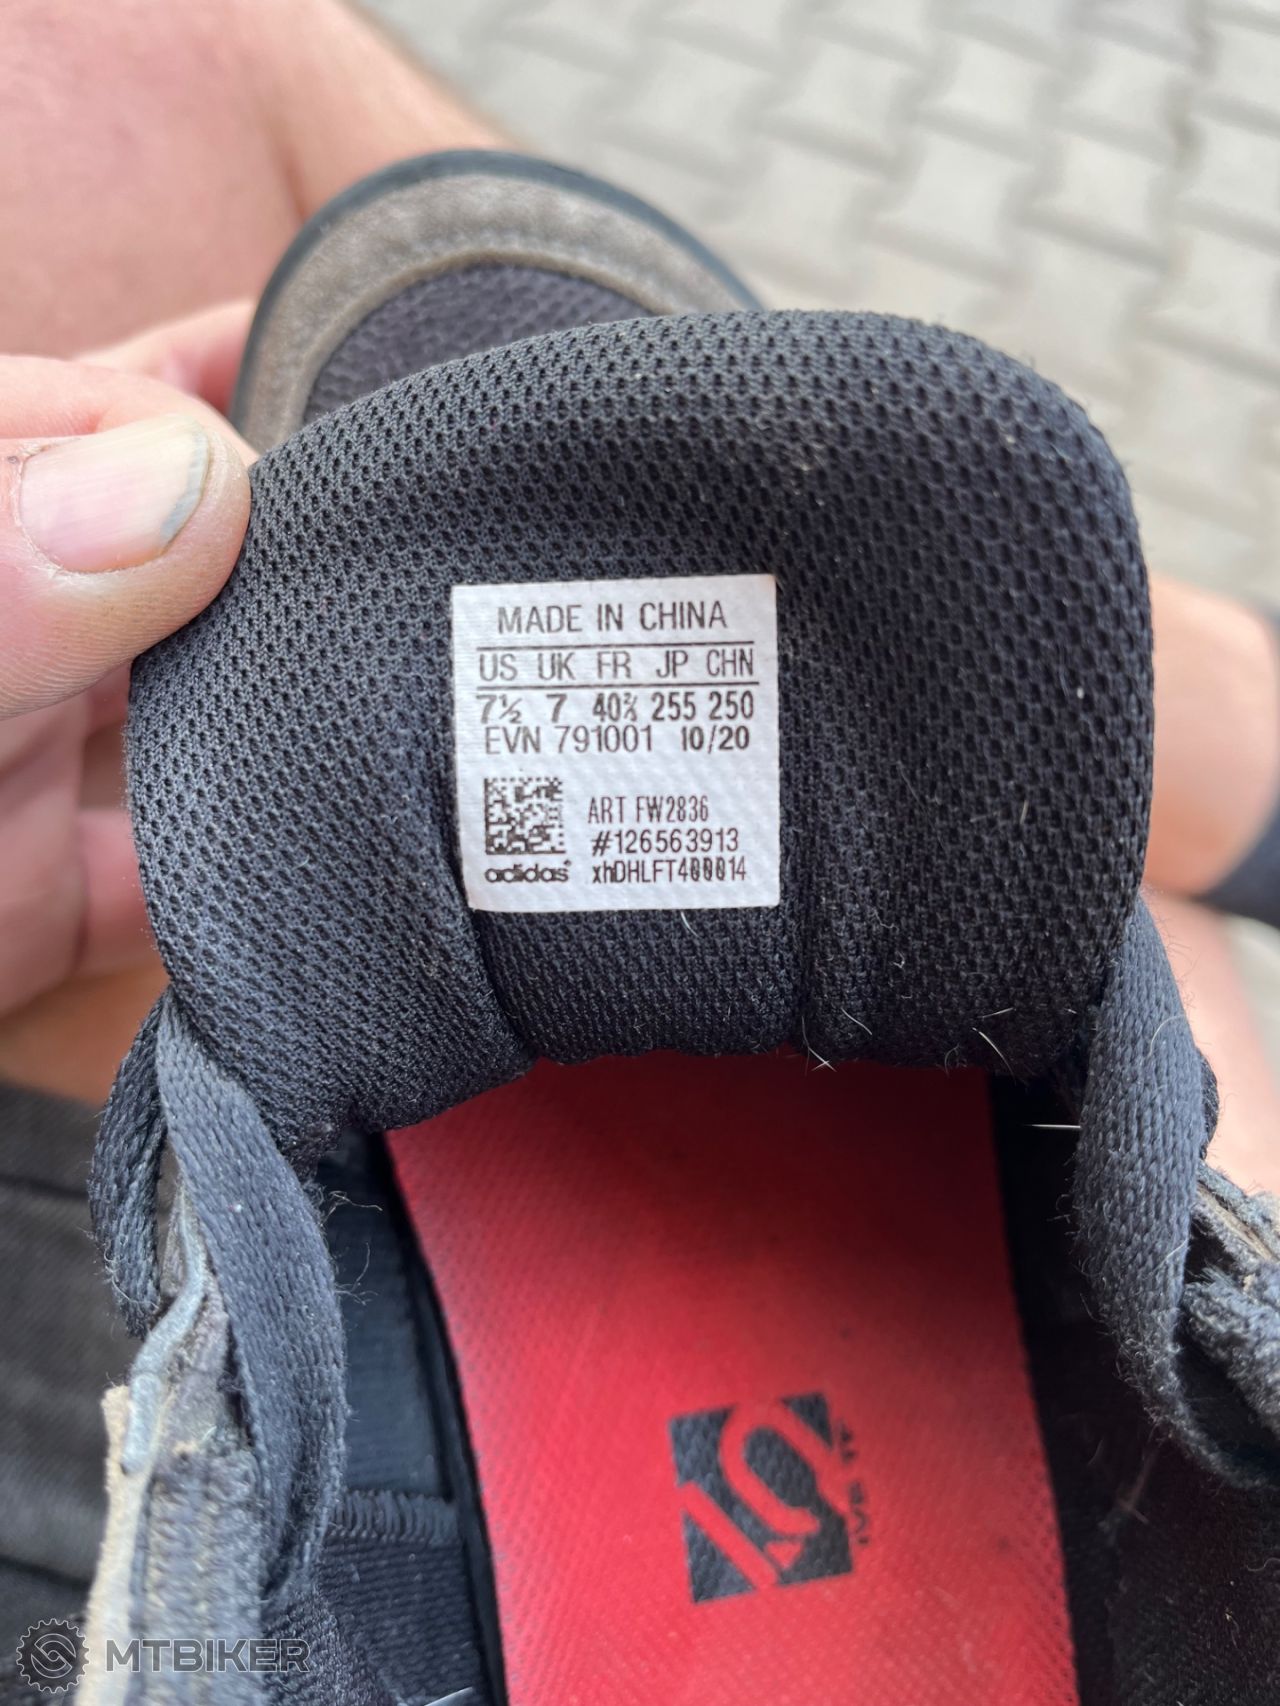 MADE IN CHINA
US UK FR JP CHN
7½ 7 40⅔ 255 250
EVN 791001 10/20
ART FW2836
#126563913
adidas xhDHLFT400014
MTBIKER